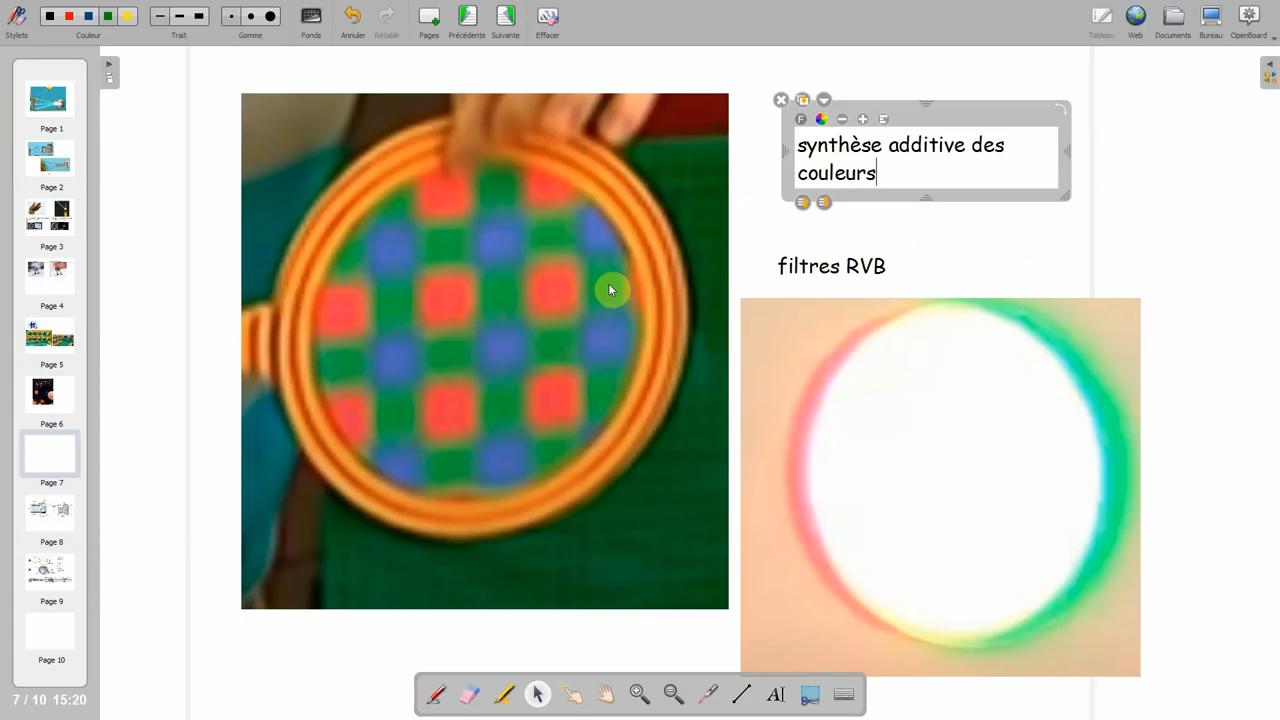 Stylets
Couleur
Trait
Gomme
Fonds
Annuler
Rétablir
Pages
Précédente
Suivante
Effacer
Tableau
Web
Documents
Bureau
OpenBoard
Page 1
Page 2
Page 3
Page 4
Page 5
Page 6
Page 7
Page 8
Page 9
Page 10
7 / 10 15:20
F
synthèse additive des
couleurs
filtres RVB
AI